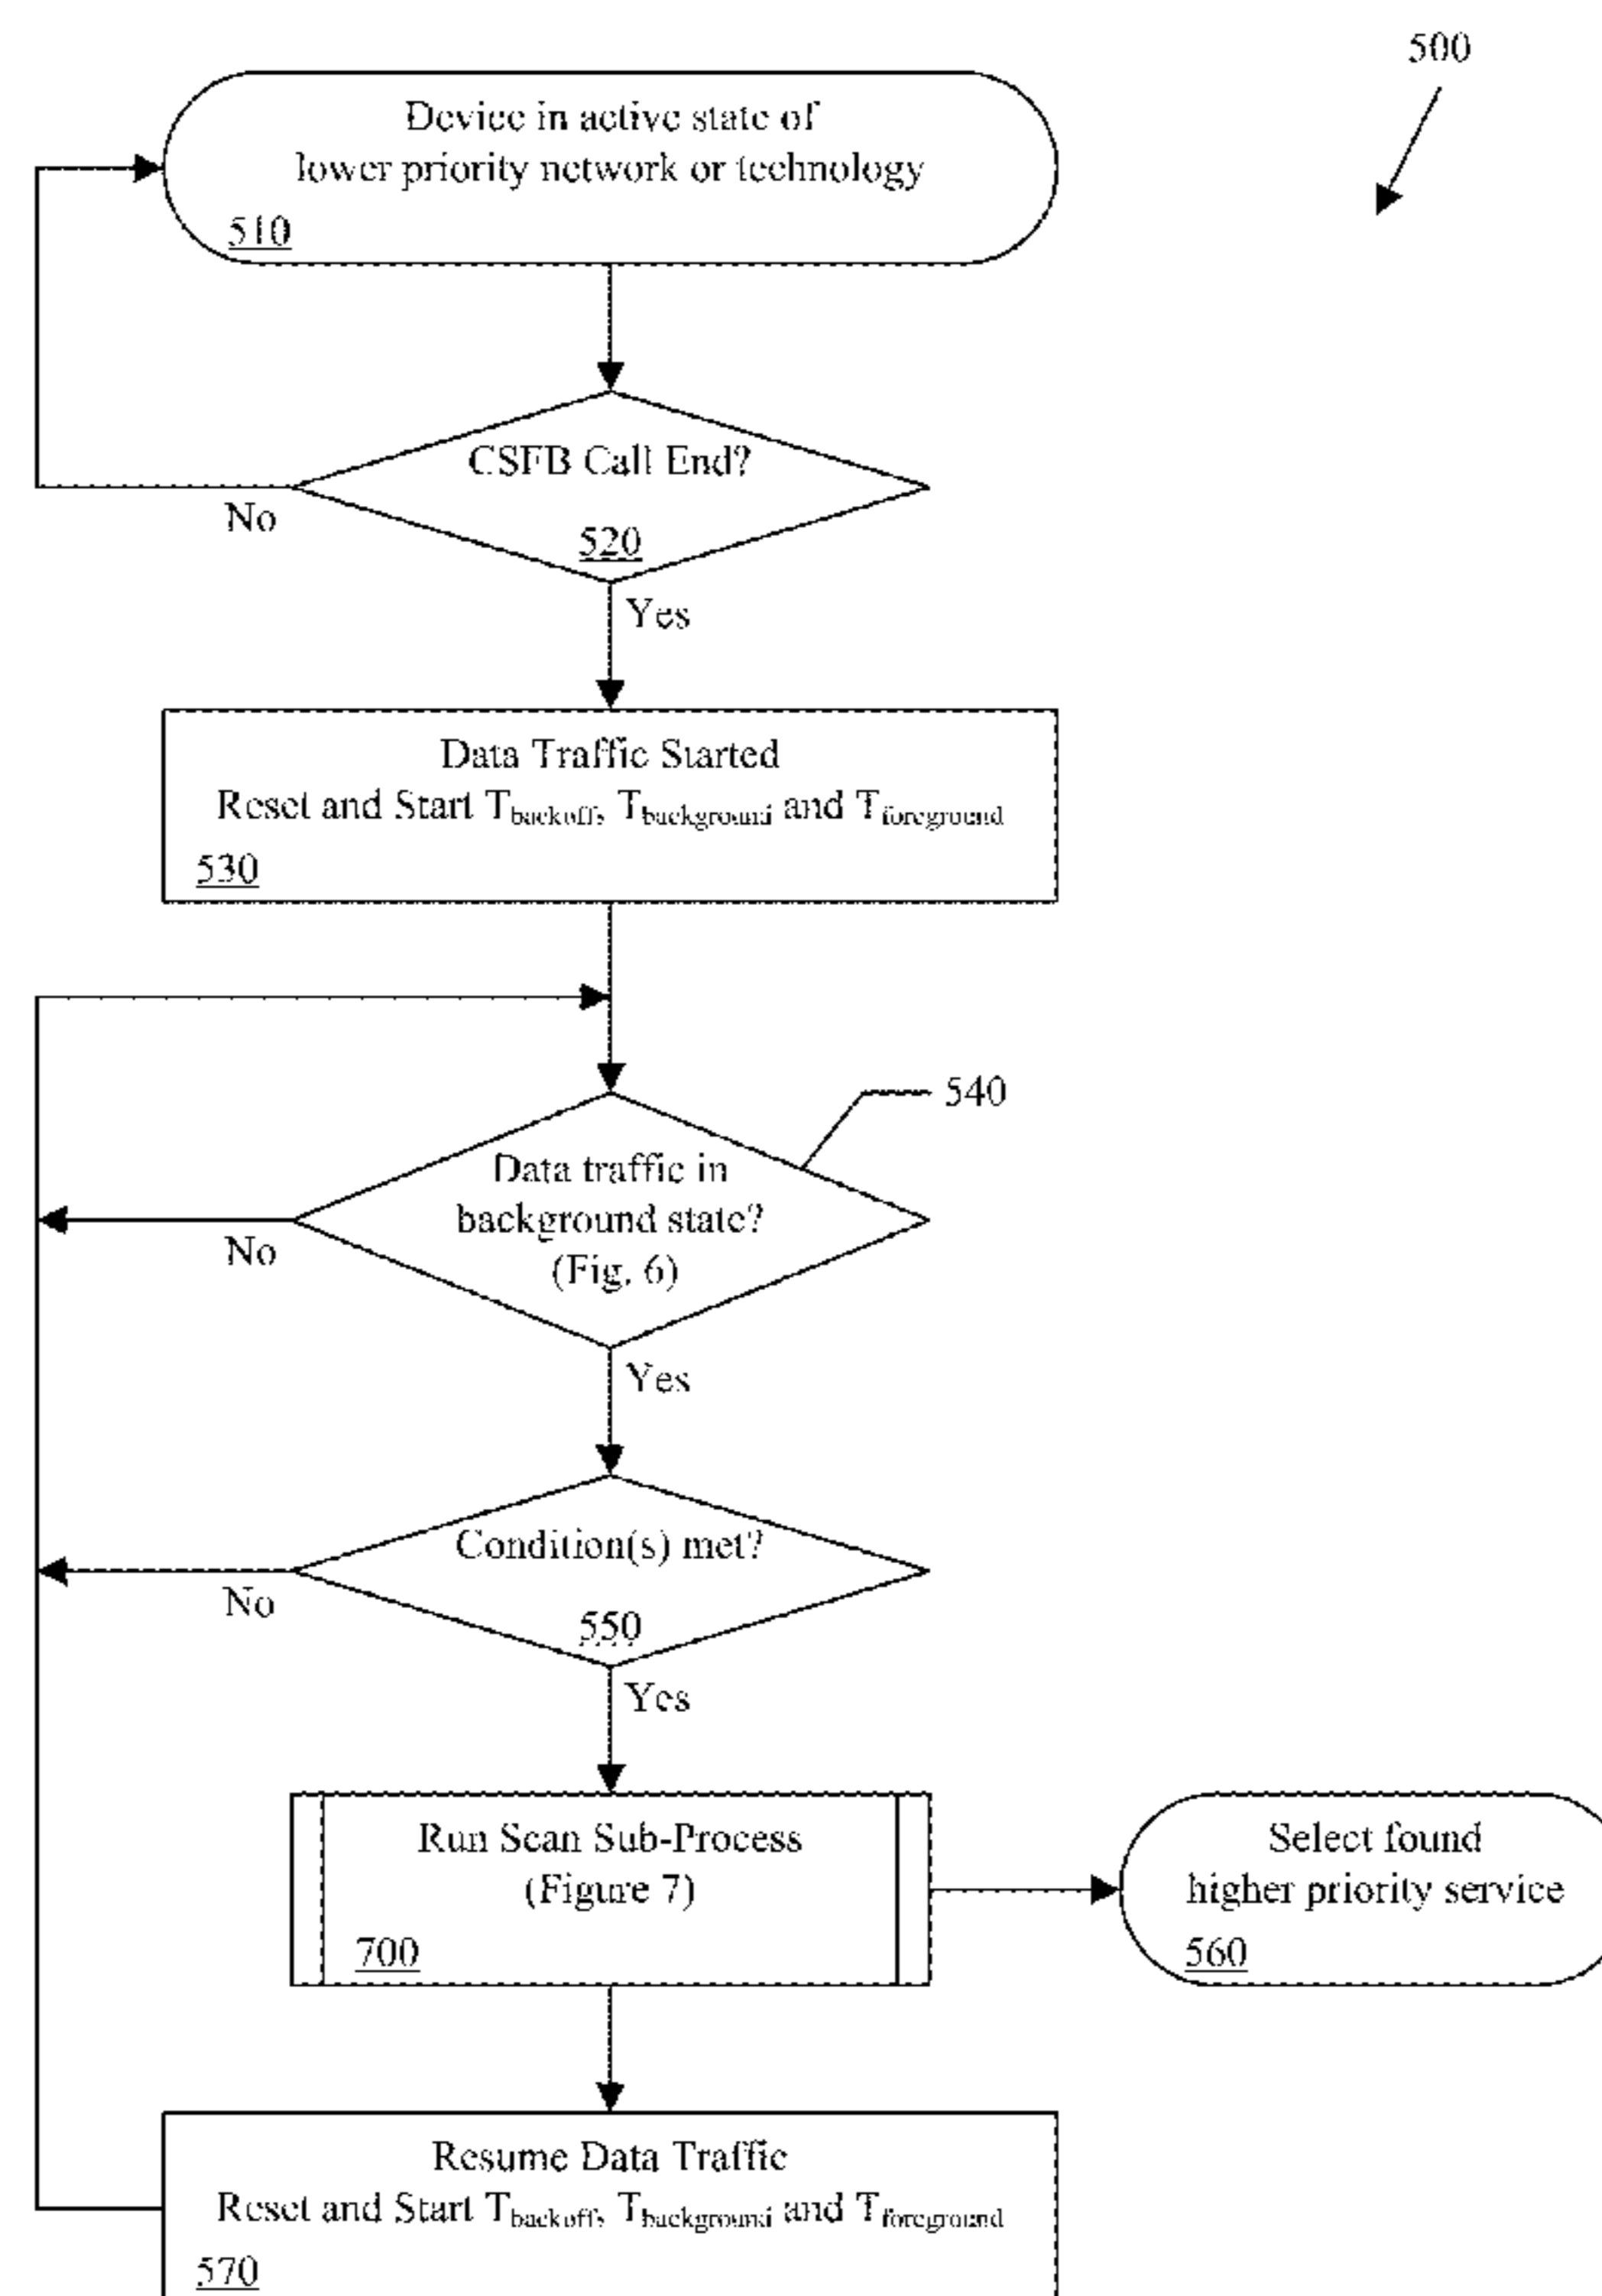 500
Device in active state of
lower priority network or technology
510
CSFB Call End?
520
No
Yes
Data Traffic Started
Reset and Start Tbackoff, Tbackground and Tforeground
530
540
Data traffic in
background state?
(Fig. 6)
No
Yes
Condition(s) met?
550
No
Yes
Run Scan Sub-Process
(Figure 7)
700
Select found
higher priority service
560
Resume Data Traffic
Reset and Start Tbackoff, Tbackground and Tforeground
570